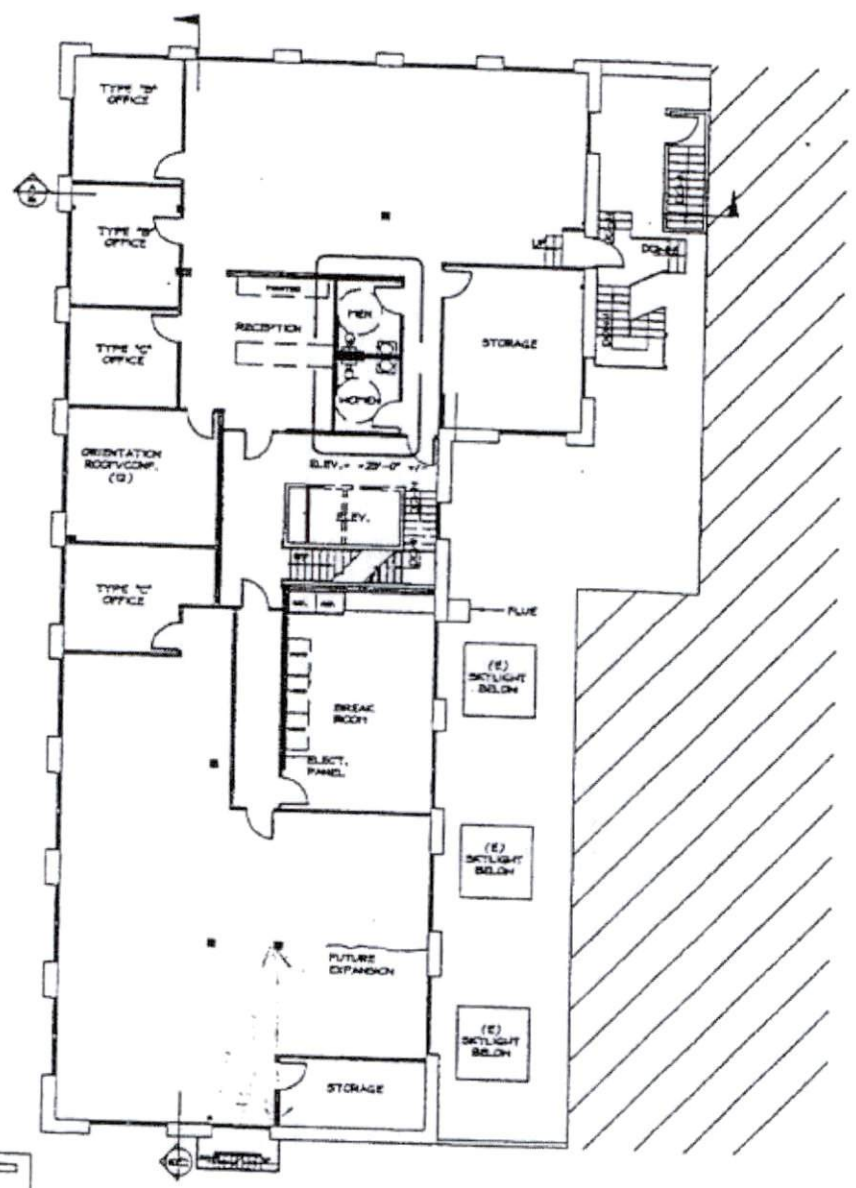 TYPE "B"
OFFICE
TYPE "B"
OFFICE
UP
MEN
RECEPTION
TYPE "C"
OFFICE
STORAGE
WOMEN
ORIENTATION
ROOM/CONF.
(12)
ELEV.
TYPE "C"
OFFICE
FLUE
(E)
SKYLIGHT
BELOW
BREAK
ROOM
ELECT.
PANEL
(E)
SKYLIGHT
BELOW
FUTURE
EXPANSION
(E)
SKYLIGHT
BELOW
STORAGE